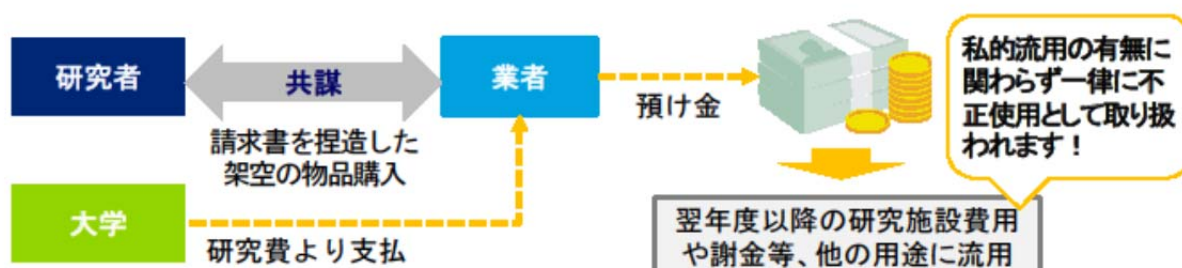 研究者
共謀
業者
預け金
私的流用の有無に
関わらず一律に不
正使用として取り扱
われます！
請求書を捏造した
架空の物品購入
大学
研究費より支払
翌年度以降の研究施設費用
や謝金等、他の用途に流用